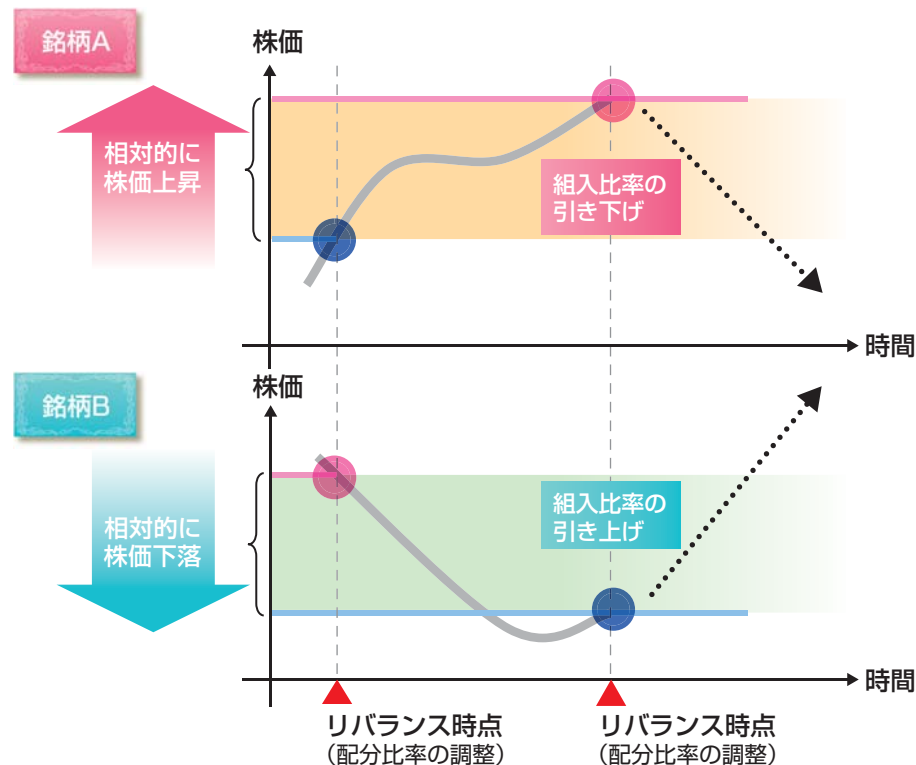 銘柄A
株価
相対的に
株価上昇
組入比率の
引き下げ
時間
銘柄B
株価
相対的に
株価下落
組入比率の
引き上げ
時間
リバランス時点
（配分比率の調整）
リバランス時点
（配分比率の調整）